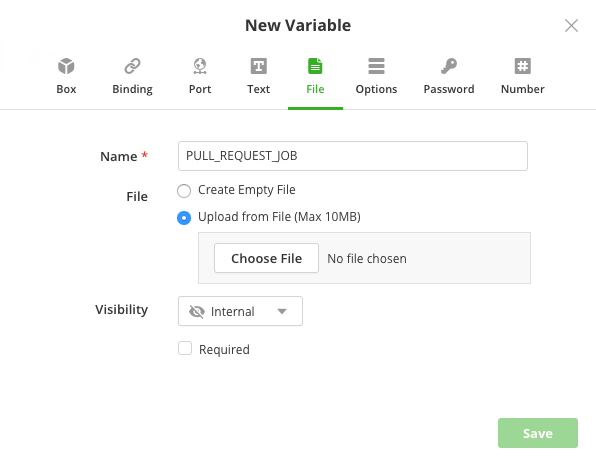 New Variable
Box Binding Port Text File Options Password Number
Name * PULL_REQUEST_JOB
File Create Empty File
Upload from File (Max 10MB)
Choose File No file chosen
Visibility Internal
Required
Save